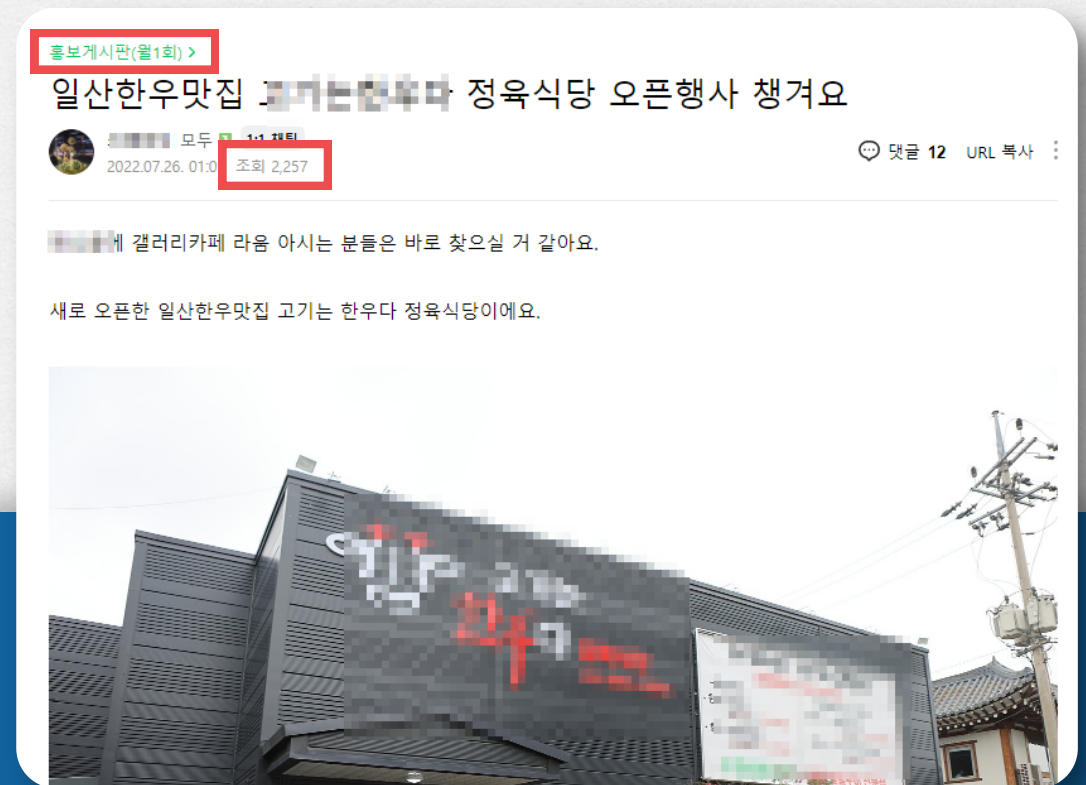 홍보게시판(월1회) >
일산한우맛집 정육식당 오픈행사 챙겨요
모두 1:1 채팅
2022.07.26. 01:0 조회 2,257
댓글 12 URL 복사
에 갤러리카페 라움 아시는 분들은 바로 찾으실 거 같아요.
새로 오픈한 일산한우맛집 고기는 한우다 정육식당이에요.